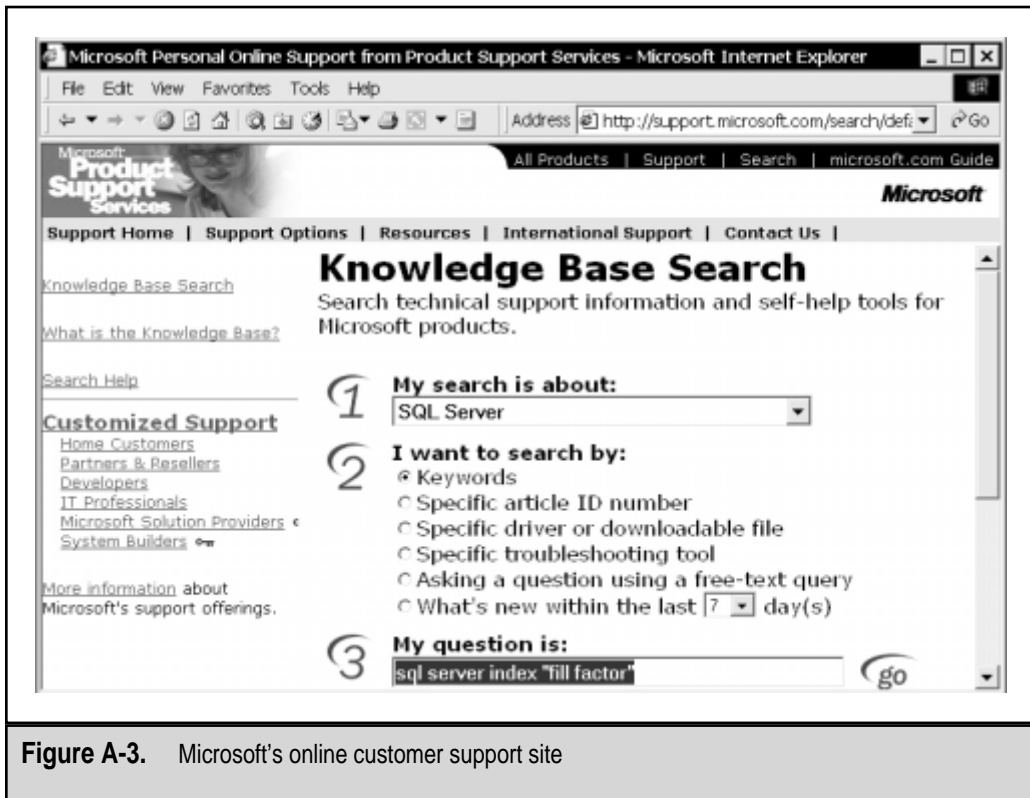 Microsoft Personal Online Support from Product Support Services - Microsoft Internet Explorer
File Edit View Favorites Tools Help
Address http://support.microsoft.com/search/defa Go
Microsoft
Product
Support
Services
All Products | Support | Search | microsoft.com Guide
Microsoft
Support Home | Support Options | Resources | International Support | Contact Us |
Knowledge Base Search
What is the Knowledge Base?
Search Help
Customized Support
Home Customers
Partners & Resellers
Developers
IT Professionals
Microsoft Solution Providers
System Builders
More information about
Microsoft's support offerings.
Knowledge Base Search
Search technical support information and self-help tools for
Microsoft products.
1 My search is about:
SQL Server
2 I want to search by:
Keywords
Specific article ID number
Specific driver or downloadable file
Specific troubleshooting tool
Asking a question using a free-text query
What's new within the last 7 day(s)
3 My question is:
sql server index "fill factor" go
Figure A-3. Microsoft's online customer support site